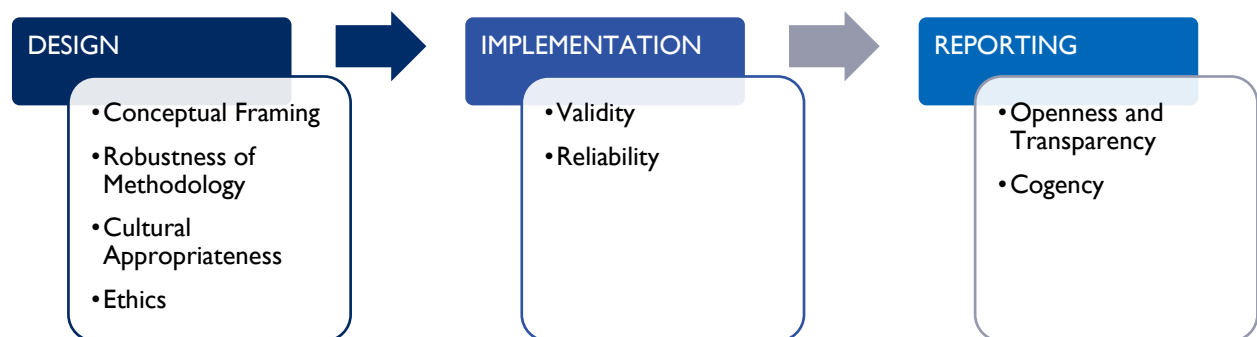 DESIGN
• Conceptual Framing
• Robustness of
Methodology
• Cultural
Appropriateness
• Ethics
IMPLEMENTATION
• Validity
• Reliability
REPORTING
• Openness and
Transparency
• Cogency